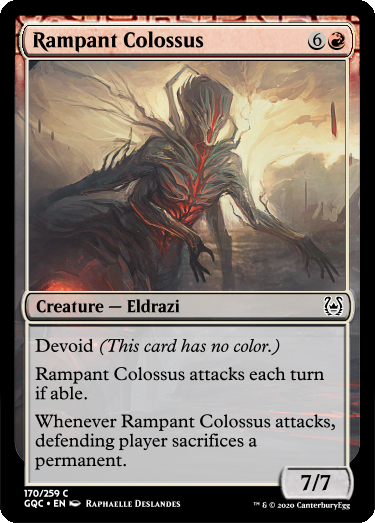 Rampant Colossus 6
Creature — Eldrazi
Devoid (This card has no color.)
Rampant Colossus attacks each turn
if able.
Whenever Rampant Colossus attacks,
defending player sacrifices a
permanent.
7/7
170/259 C
GQC • EN RAPHAELLE DESLANDES
™ & © 2020 CanterburyEgg